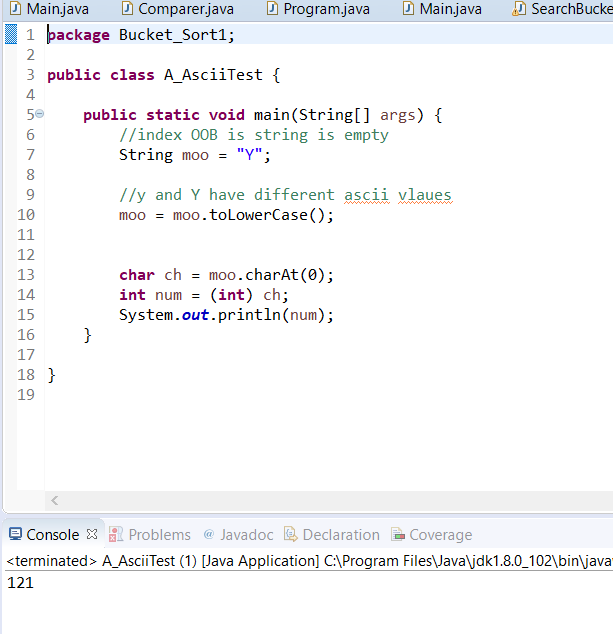 Main.java Comparer.java Program.java Main.java SearchBucke
1 package Bucket_Sort1;
2
3 public class A_AsciiTest {
4
5 public static void main(String[] args) {
6 //index OOB is string is empty
7 String moo = "Y";
8
9 //y and Y have different ascii vlaues
10 moo = moo.toLowerCase();
11
12
13 char ch = moo.charAt(0);
14 int num = (int) ch;
15 System.out.println(num);
16 }
17
18 }
19
Console Problems @ Javadoc Declaration Coverage
<terminated> A_AsciiTest (1) [Java Application] C:\Program Files\Java\jdk1.8.0_102\bin\java
121